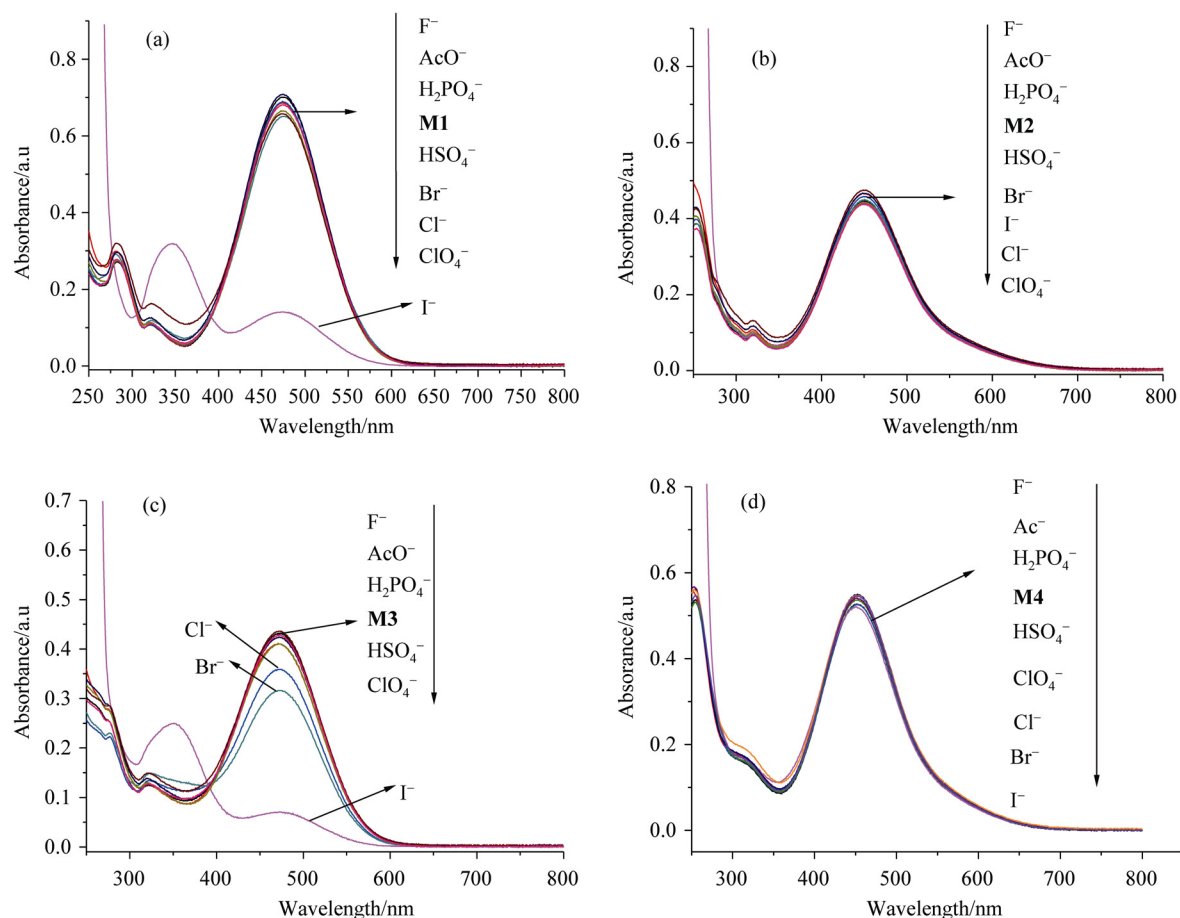 (a)
F⁻
AcO⁻
H₂PO₄⁻
M1
HSO₄⁻
Br⁻
Cl⁻
ClO₄⁻
I⁻
0.8
0.6
0.4
0.2
0.0
Absorbance/a.u
250 300 350 400 450 500 550 600 650 700 750 800
Wavelength/nm
(b)
F⁻
AcO⁻
H₂PO₄⁻
M2
HSO₄⁻
Br⁻
I⁻
Cl⁻
ClO₄⁻
0.8
0.6
0.4
0.2
0.0
Absorbance/a.u
300 400 500 600 700 800
Wavelength/nm
(c)
F⁻
AcO⁻
H₂PO₄⁻
M3
HSO₄⁻
ClO₄⁻
Cl⁻
Br⁻
I⁻
0.7
0.6
0.5
0.4
0.3
0.2
0.1
0.0
Absorbance/a.u
300 400 500 600 700 800
Wavelength/nm
(d)
F⁻
Ac⁻
H₂PO₄⁻
M4
HSO₄⁻
ClO₄⁻
Cl⁻
Br⁻
I⁻
0.8
0.6
0.4
0.2
0.0
Absorance/a.u
300 400 500 600 700 800
Wavelength/nm